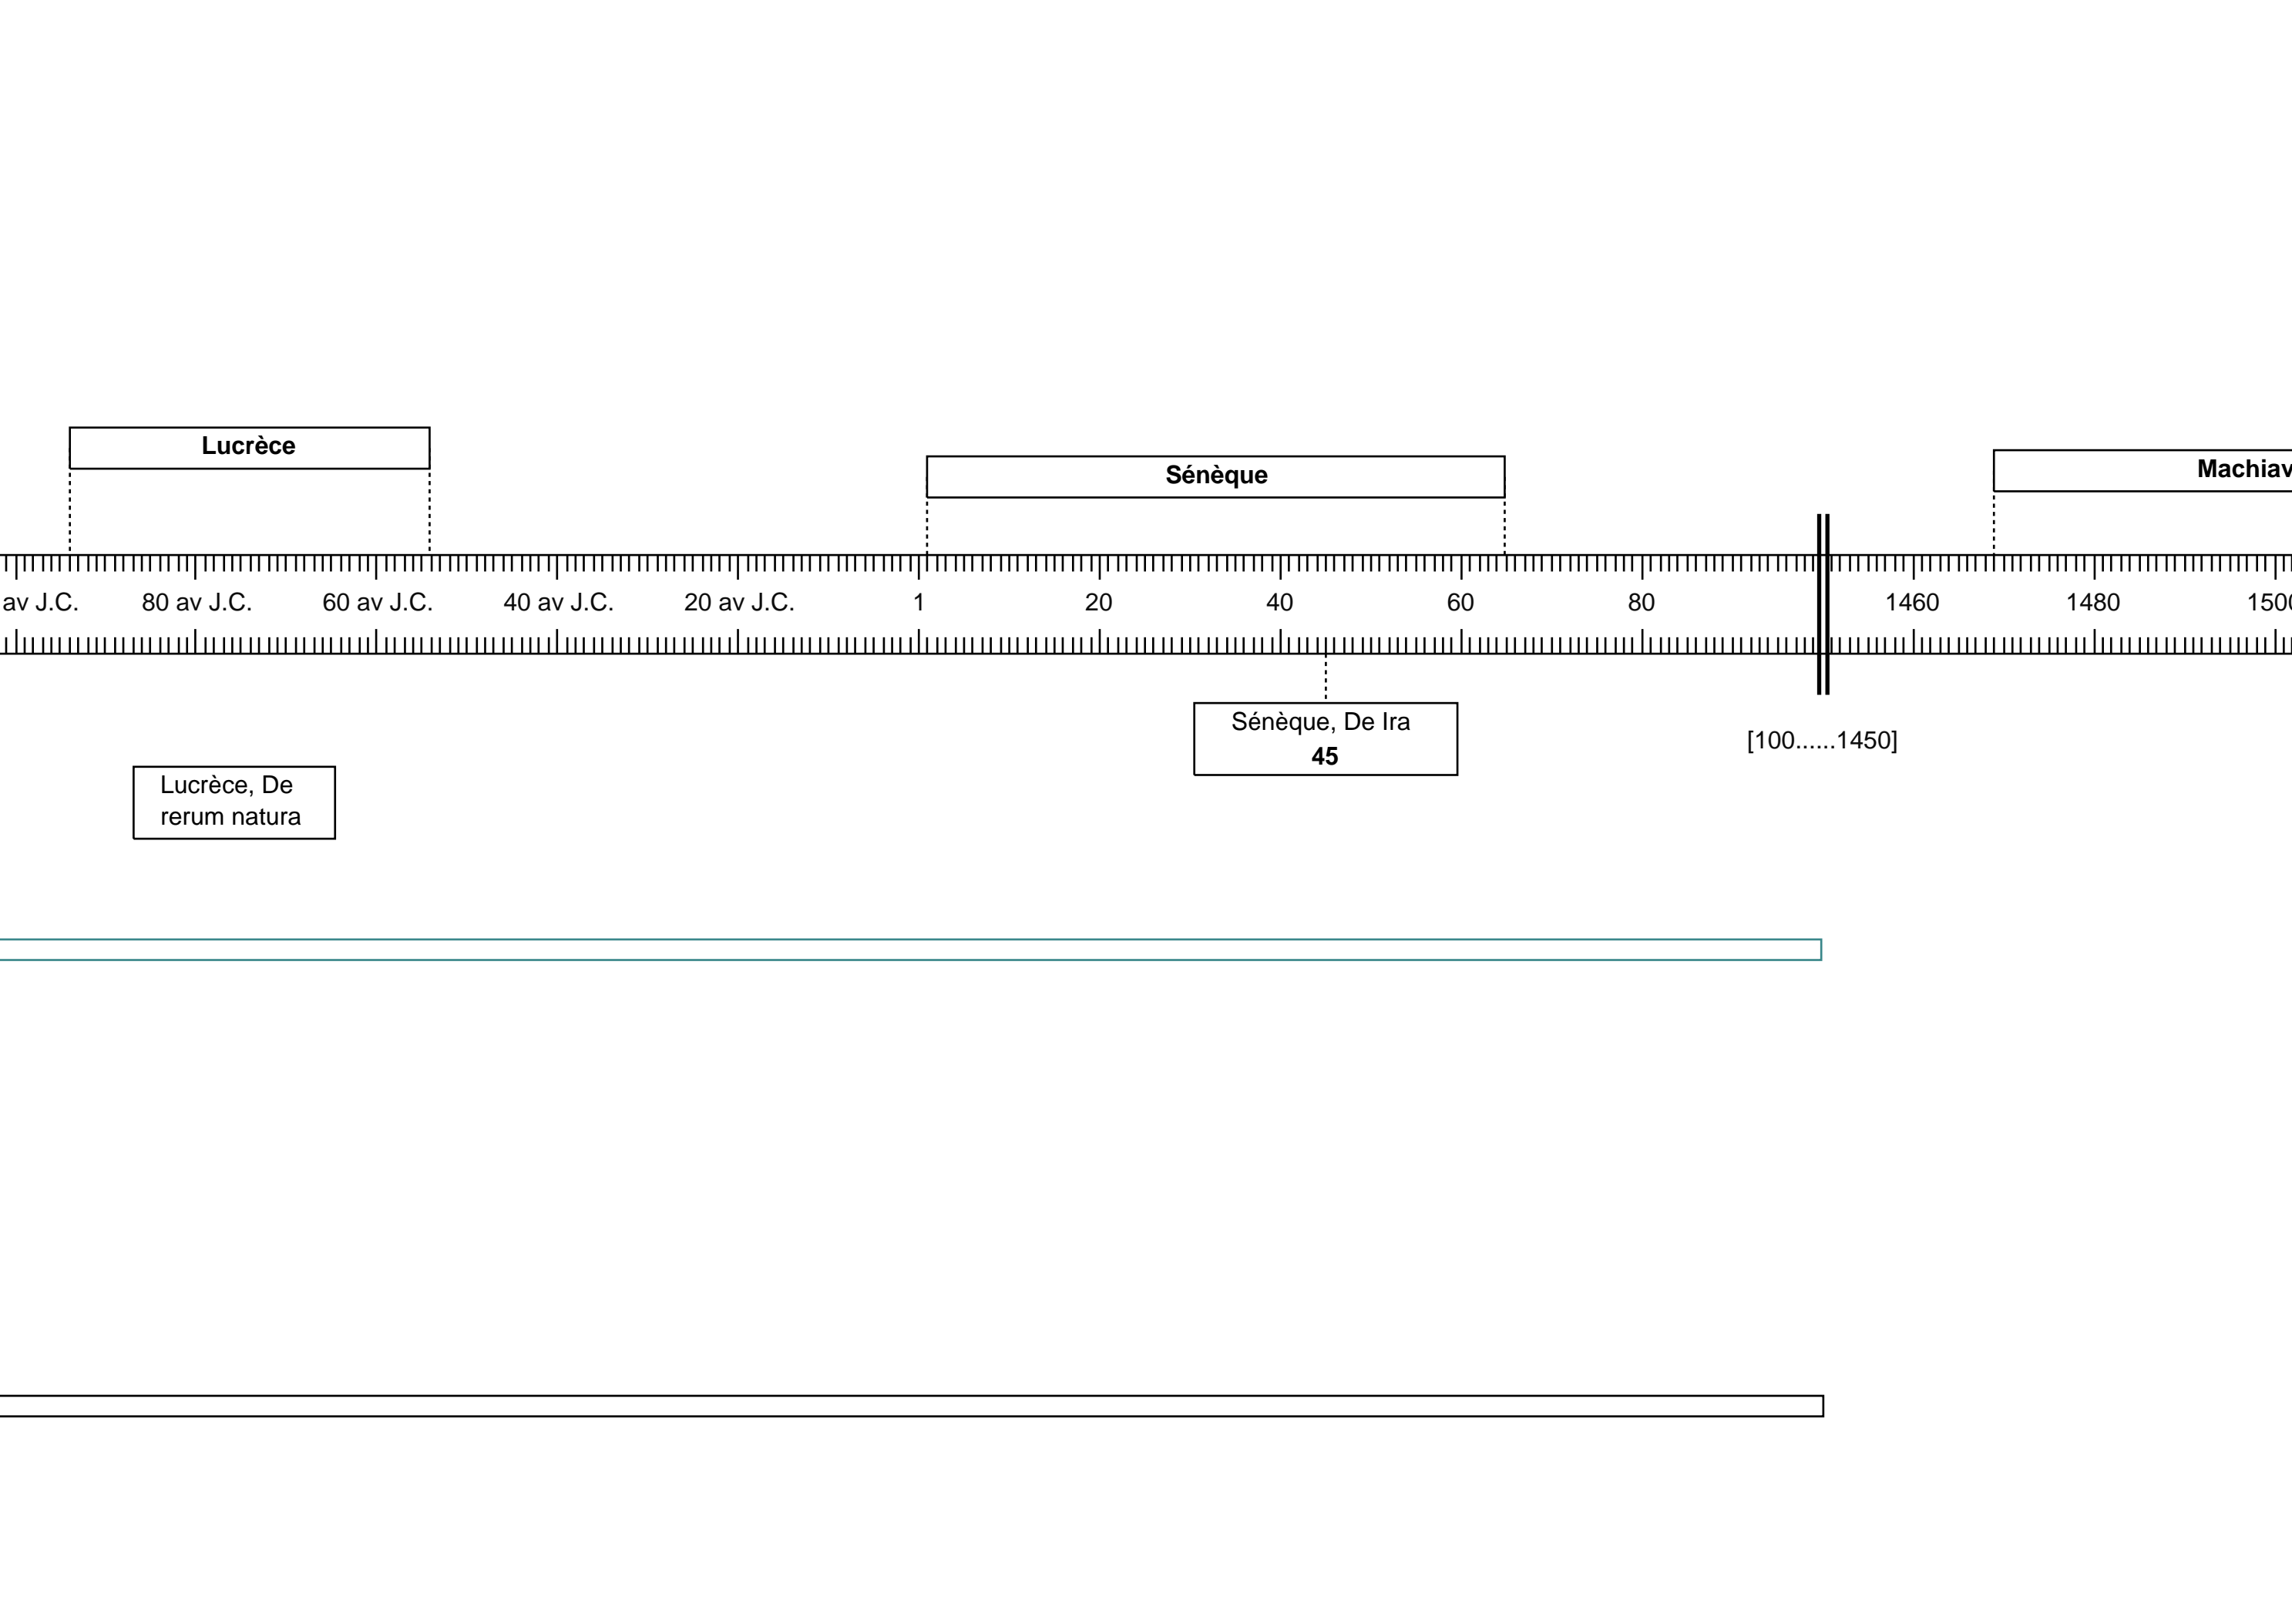 Lucrèce
Sénèque
Machiav
av J.C. 80 av J.C. 60 av J.C. 40 av J.C. 20 av J.C. 1 20 40 60 80 1460 1480 1500
Sénèque, De Ira
45
[100......1450]
Lucrèce, De
rerum natura